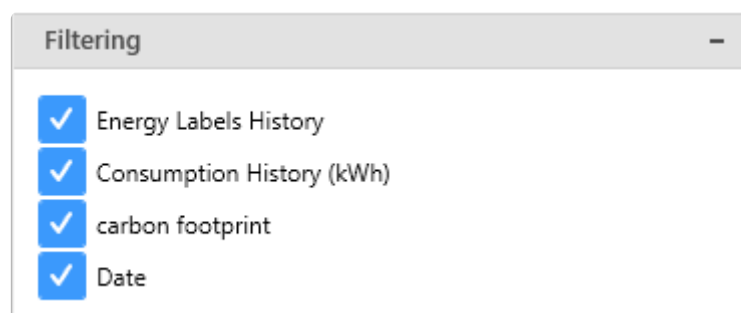 Filtering
Energy Labels History
Consumption History (kWh)
carbon footprint
Date